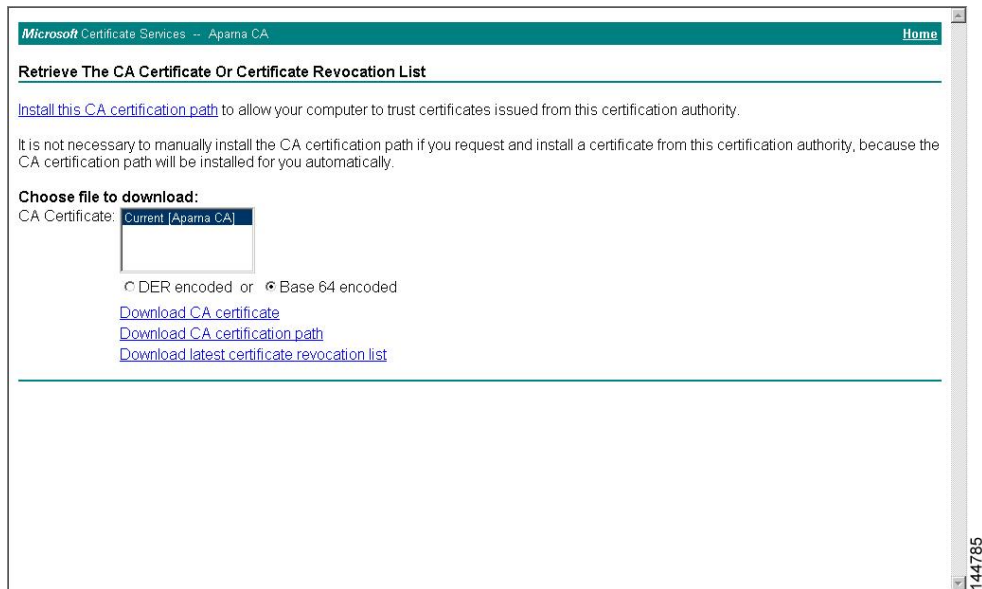 Microsoft Certificate Services -- Aparna CA Home
Retrieve The CA Certificate Or Certificate Revocation List
Install this CA certification path to allow your computer to trust certificates issued from this certification authority.
It is not necessary to manually install the CA certification path if you request and install a certificate from this certification authority, because the
CA certification path will be installed for you automatically.
Choose file to download:
CA Certificate: Current [Aparna CA]
DER encoded or Base 64 encoded
Download CA certificate
Download CA certification path
Download latest certificate revocation list
144785